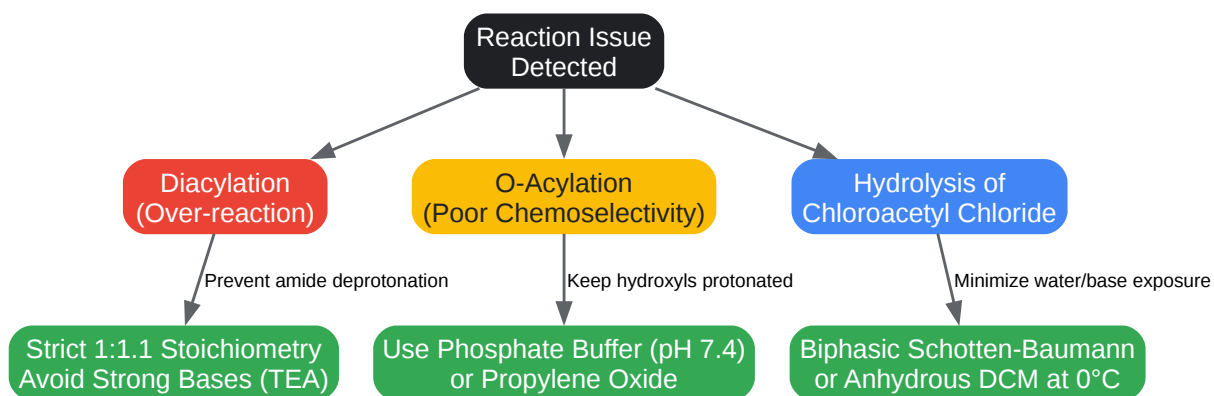 Reaction Issue
Detected
Diacylation
(Over-reaction)
O-Acylation
(Poor Chemoselectivity)
Hydrolysis of
Chloroacetyl Chloride
Prevent amide deprotonation
Keep hydroxyls protonated
Minimize water/base exposure
Strict 1:1.1 Stoichiometry
Avoid Strong Bases (TEA)
Use Phosphate Buffer (pH 7.4)
or Propylene Oxide
Biphasic Schotten-Baumann
or Anhydrous DCM at 0°C